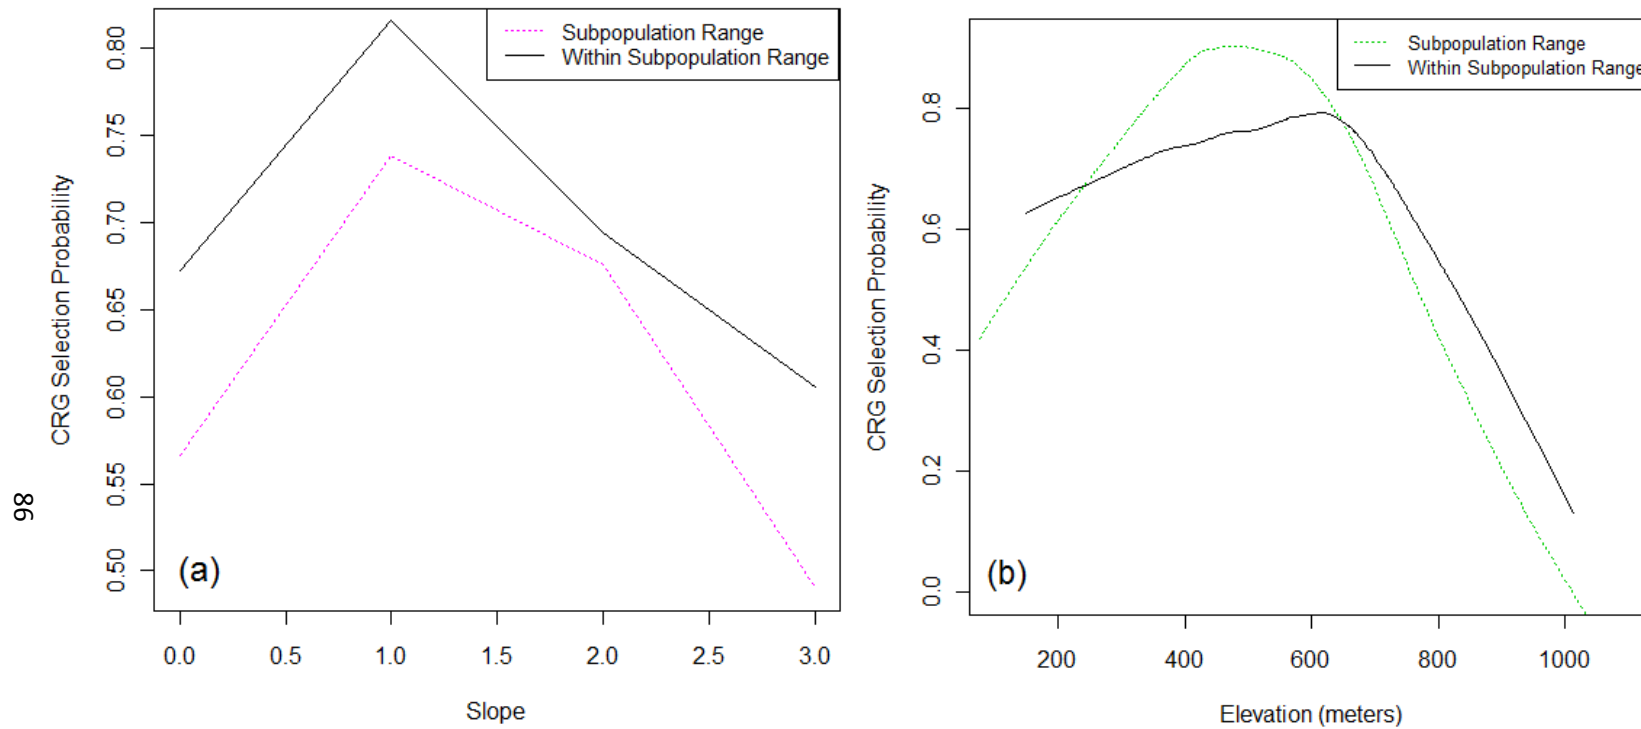 98
CRG Selection Probability
0.80
0.75
0.70
0.65
0.60
0.55
0.50
Subpopulation Range
Within Subpopulation Range
(a)
0.0 0.5 1.0 1.5 2.0 2.5 3.0
Slope
CRG Selection Probability
0.8
0.6
0.4
0.2
0.0
Subpopulation Range
Within Subpopulation Range
(b)
200 400 600 800 1000
Elevation (meters)